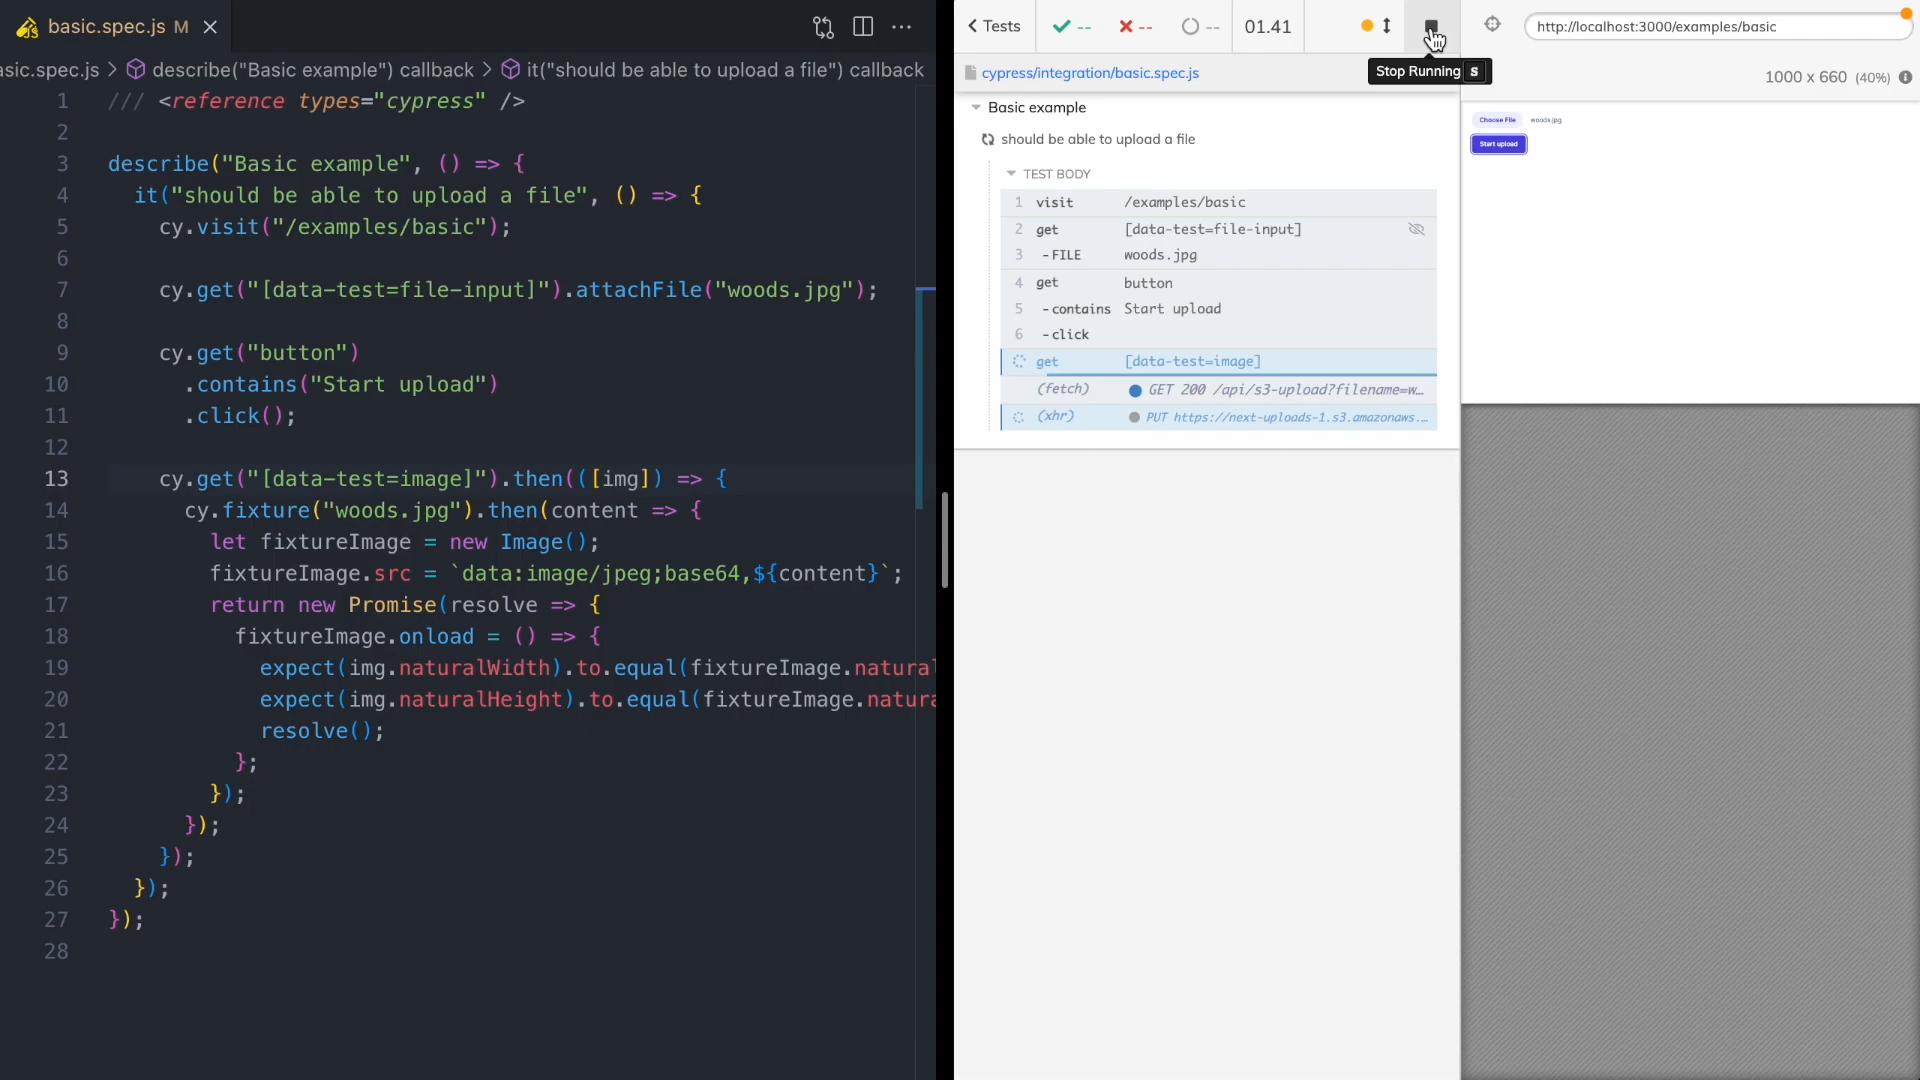 basic.spec.js M
asic.spec.js > describe("Basic example") callback > it("should be able to upload a file") callback
1 /// <reference types="cypress" />
2
3 describe("Basic example", () => {
4 it("should be able to upload a file", () => {
5 cy.visit("/examples/basic");
6
7 cy.get("[data-test=file-input]").attachFile("woods.jpg");
8
9 cy.get("button")
10 .contains("Start upload")
11 .click();
12
13 cy.get("[data-test=image]").then(([img]) => {
14 cy.fixture("woods.jpg").then(content => {
15 let fixtureImage = new Image();
16 fixtureImage.src = `data:image/jpeg;base64,${content}`;
17 return new Promise(resolve => {
18 fixtureImage.onload = () => {
19 expect(img.naturalWidth).to.equal(fixtureImage.natural
20 expect(img.naturalHeight).to.equal(fixtureImage.natura
21 resolve();
22 };
23 });
24 });
25 });
26 });
27 });
28
Tests -- -- -- 01.41
Stop Running S
cypress/integration/basic.spec.js
Basic example
should be able to upload a file
TEST BODY
1 visit /examples/basic
2 get [data-test=file-input]
3 -FILE woods.jpg
4 get button
5 -contains Start upload
6 -click
get [data-test=image]
(fetch) GET 200 /api/s3-upload?filename=w...
(xhr) PUT https://next-uploads-1.s3.amazonaws....
http://localhost:3000/examples/basic
1000 x 660 (40%)
Choose File woods.jpg
Start upload